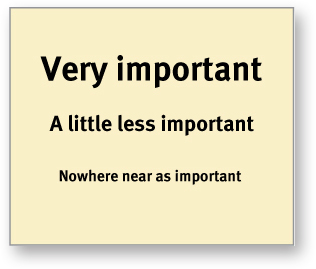 Very important
A little less important
Nowhere near as important